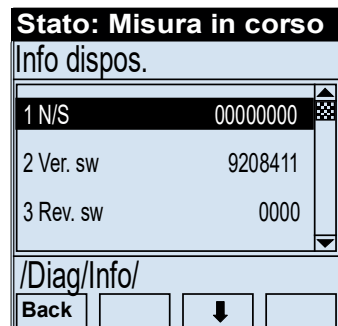 Stato: Misura in corso
Info dispos.
1 N/S 00000000
2 Ver. sw 9208411
3 Rev. sw 0000
/Diag/Info/
Back